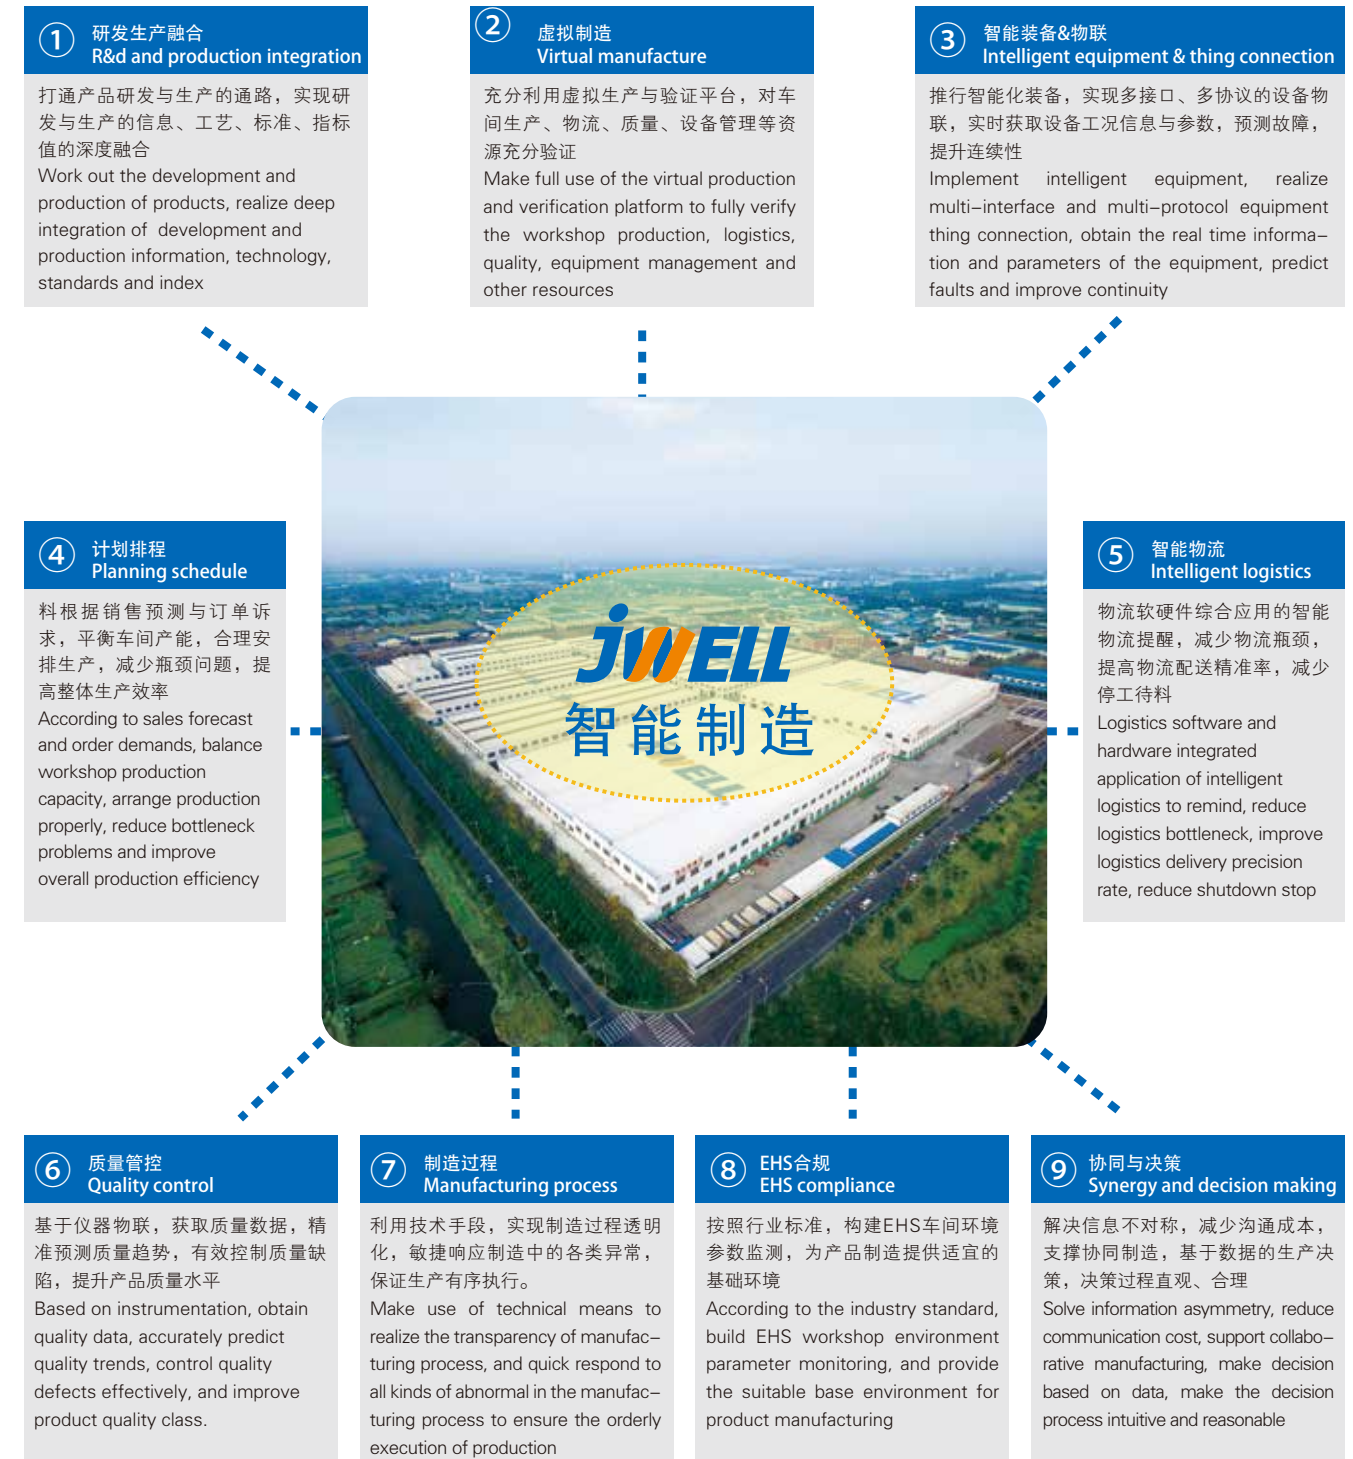 ① 研发生产融合
R&d and production integration
打通产品研发与生产的通路，实现研
发与生产的信息、工艺、标准、指标
值的深度融合
Work out the development and
production of products, realize deep
integration of development and
production information, technology,
standards and index
② 虚拟制造
Virtual manufacture
充分利用虚拟生产与验证平台，对车
间生产、物流、质量、设备管理等资
源充分验证
Make full use of the virtual production
and verification platform to fully verify
the workshop production, logistics,
quality, equipment management and
other resources
③ 智能装备&物联
Intelligent equipment & thing connection
推行智能化装备，实现多接口、多协议的设备物
联，实时获取设备工况信息与参数，预测故障，
提升连续性
Implement intelligent equipment, realize
multi-interface and multi-protocol equipment
thing connection, obtain the real time informa-
tion and parameters of the equipment, predict
faults and improve continuity
④ 计划排程
Planning schedule
料根据销售预测与订单诉
求，平衡车间产能，合理安
排生产，减少瓶颈问题，提
高整体生产效率
According to sales forecast
and order demands, balance
workshop production
capacity, arrange production
properly, reduce bottleneck
problems and improve
overall production efficiency
JWELL
智能制造
JWELL
⑤ 智能物流
Intelligent logistics
物流软硬件综合应用的智能
物流提醒，减少物流瓶颈，
提高物流配送精准率，减少
停工待料
Logistics software and
hardware integrated
application of intelligent
logistics to remind, reduce
logistics bottleneck, improve
logistics delivery precision
rate, reduce shutdown stop
⑥ 质量管控
Quality control
基于仪器物联，获取质量数据，精
准预测质量趋势，有效控制质量缺
陷，提升产品质量水平
Based on instrumentation, obtain
quality data, accurately predict
quality trends, control quality
defects effectively, and improve
product quality class.
⑦ 制造过程
Manufacturing process
利用技术手段，实现制造过程透明
化，敏捷响应制造中的各类异常，
保证生产有序执行。
Make use of technical means to
realize the transparency of manufac-
turing process, and quick respond to
all kinds of abnormal in the manufac-
turing process to ensure the orderly
execution of production
⑧ EHS合规
EHS compliance
按照行业标准，构建EHS车间环境
参数监测，为产品制造提供适宜的
基础环境
According to the industry standard,
build EHS workshop environment
parameter monitoring, and provide
the suitable base environment for
product manufacturing
⑨ 协同与决策
Synergy and decision making
解决信息不对称，减少沟通成本，
支撑协同制造，基于数据的生产决
策，决策过程直观、合理
Solve information asymmetry, reduce
communication cost, support collabo-
rative manufacturing, make decision
based on data, make the decision
process intuitive and reasonable